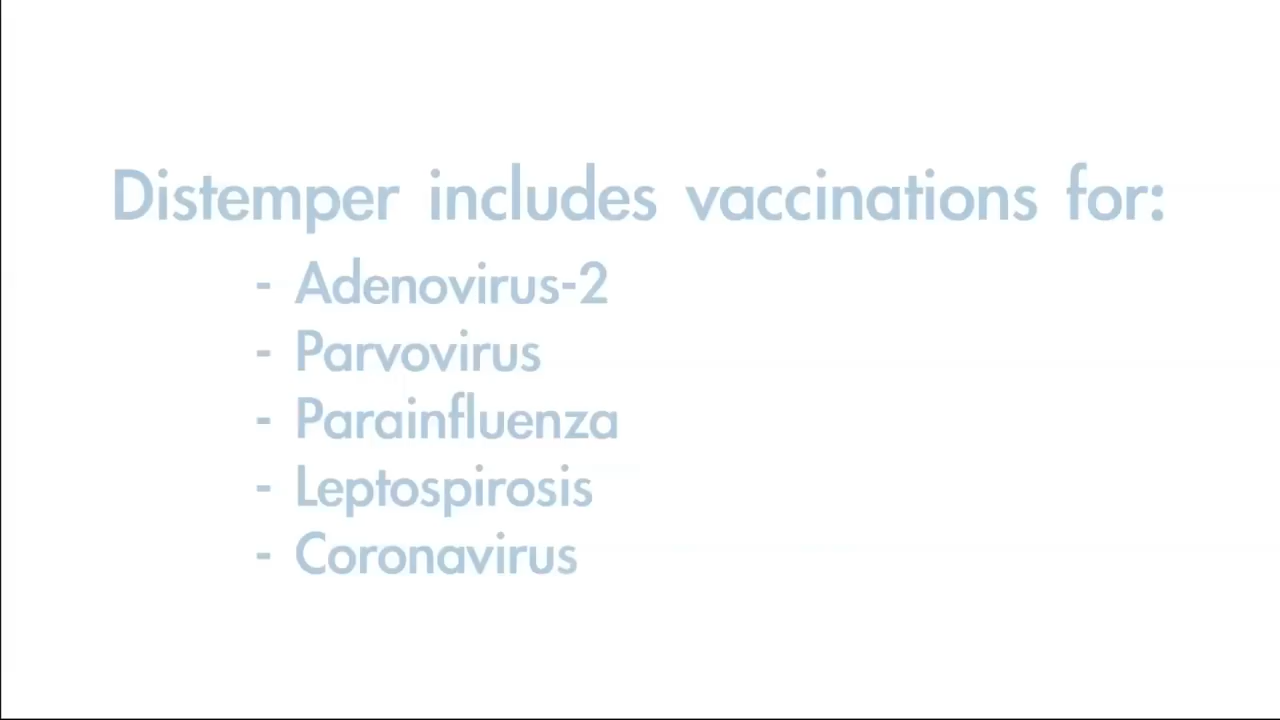 Distemper includes vaccinations for:
- Adenovirus-2
- Parvovirus
- Parainfluenza
- Leptospirosis
- Coronavirus